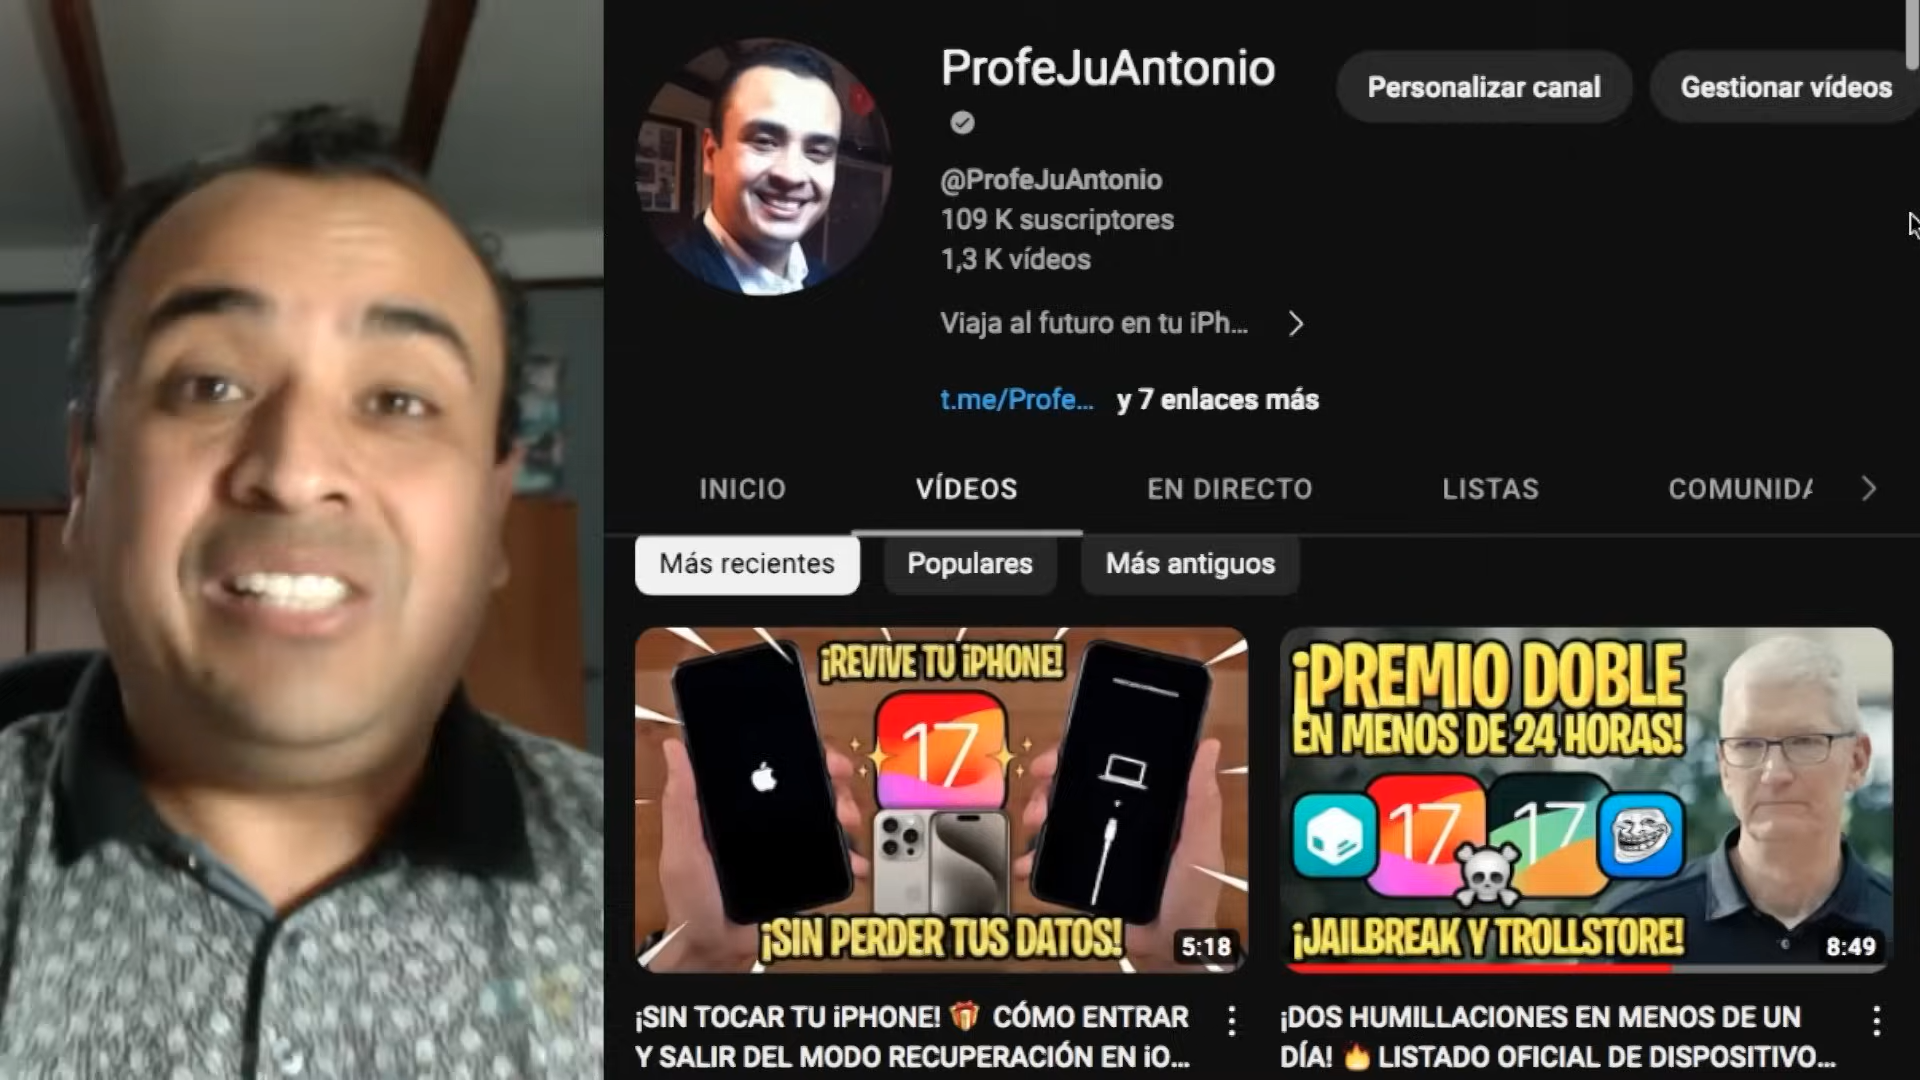 ProfeJuAntonio
Personalizar canal
Gestionar vídeos
@ProfeJuAntonio
109 K suscriptores
1,3 K vídeos
Viaja al futuro en tu iPh...
t.me/Profe... y 7 enlaces más
INICIO
VÍDEOS
EN DIRECTO
LISTAS
COMUNIDA
Más recientes
Populares
Más antiguos
¡REVIVE TU iPHONE!
17
¡SIN PERDER TUS DATOS!
5:18
¡PREMIO DOBLE
EN MENOS DE 24 HORAS!
17
17
¡JAILBREAK Y TROLLSTORE!
8:49
¡SIN TOCAR TU iPHONE! 🎁 CÓMO ENTRAR
Y SALIR DEL MODO RECUPERACIÓN EN iO...
¡DOS HUMILLACIONES EN MENOS DE UN
DÍA! 🔥 LISTADO OFICIAL DE DISPOSITIVO...